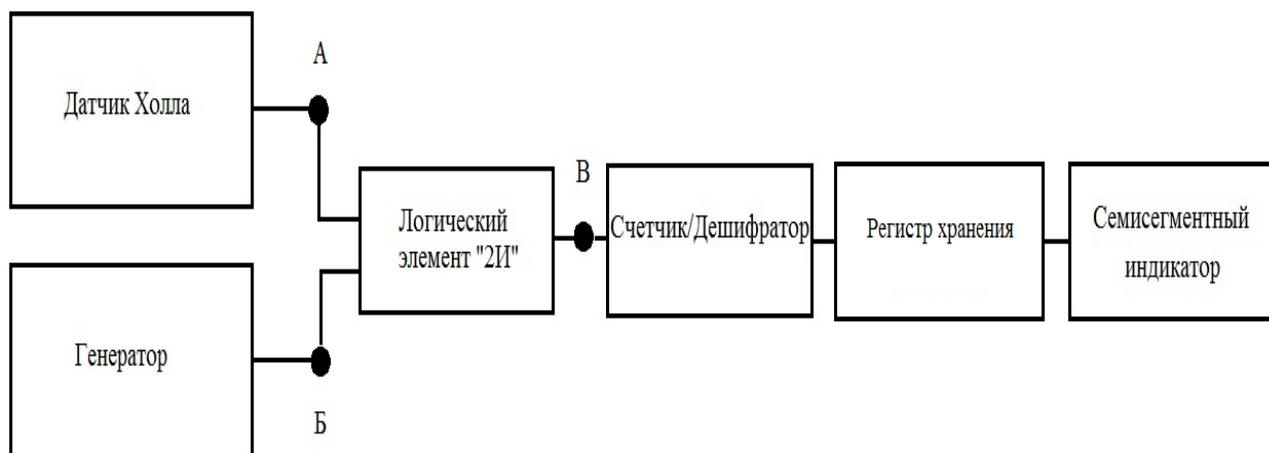 Датчик Холла
А
Логический
элемент "2И"
В
Счетчик/Дешифратор
Регистр хранения
Семисегментный
индикатор
Генератор
Б